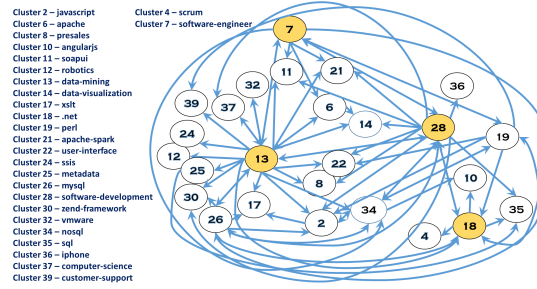 Cluster 2 – javascript
Cluster 6 – apache
Cluster 8 – presales
Cluster 10 – angularjs
Cluster 11 – soapui
Cluster 12 – robotics
Cluster 13 – data-mining
Cluster 14 – data-visualization
Cluster 17 – xslt
Cluster 18 – .net
Cluster 19 – perl
Cluster 21 – apache-spark
Cluster 22 – user-interface
Cluster 24 – ssis
Cluster 25 – metadata
Cluster 26 – mysql
Cluster 28 – software-development
Cluster 30 – zend-framework
Cluster 32 – vmware
Cluster 34 – nosql
Cluster 35 – sql
Cluster 36 – iphone
Cluster 37 – computer-science
Cluster 39 – customer-support
Cluster 4 – scrum
Cluster 7 – software-engineer
7
11
21
32
36
39
37
6
14
28
19
24
12
13
25
22
8
10
30
26
17
2
34
4
18
35